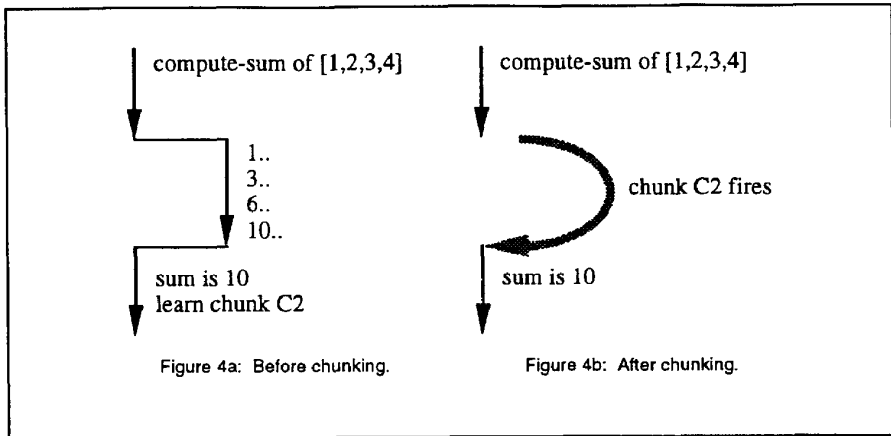 compute-sum of [1,2,3,4]
1..
3..
6..
10..
sum is 10
learn chunk C2
Figure 4a: Before chunking.
compute-sum of [1,2,3,4]
chunk C2 fires
sum is 10
Figure 4b: After chunking.